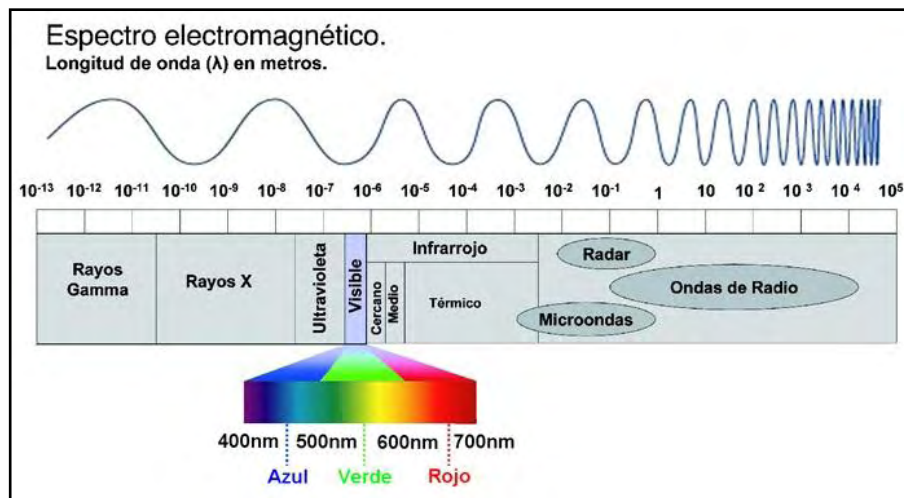 Espectro electromagnético.
Longitud de onda (λ) en metros.
10-13 10-12 10-11 10-10 10-9 10-8 10-7 10-6 10-5 10-4 10-3 10-2 10-1 1 10 10 2 10 3 10 4 10 5
Rayos
Gamma
Rayos X
Ultravioleta
Visible
Infrarrojo
Cercano
Medio
Térmico
Radar
Ondas de Radio
Microondas
400nm 500nm 600nm 700nm
Azul Verde Rojo